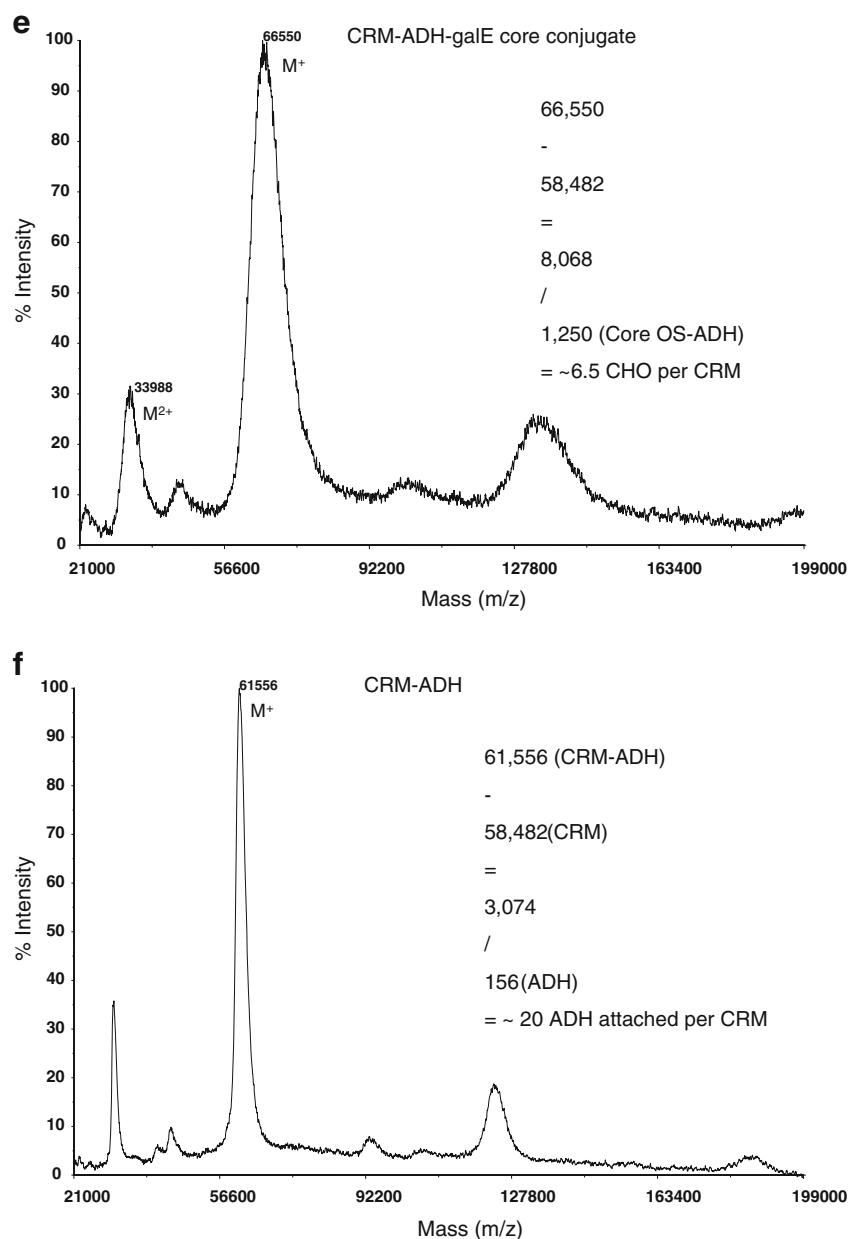 e
CRM-ADH-galE core conjugate
66550
M+
33988
M2+
66,550
-
58,482
=
8,068
/
1,250 (Core OS-ADH)
= ~6.5 CHO per CRM
100
90
80
70
60
50
40
30
20
10
0
% Intensity
21000 56600 92200 127800 163400 199000
Mass (m/z)
f
CRM-ADH
61556
M+
61,556 (CRM-ADH)
-
58,482(CRM)
=
3,074
/
156(ADH)
= ~ 20 ADH attached per CRM
100
90
80
70
60
50
40
30
20
10
0
% Intensity
21000 56600 92200 127800 163400 199000
Mass (m/z)